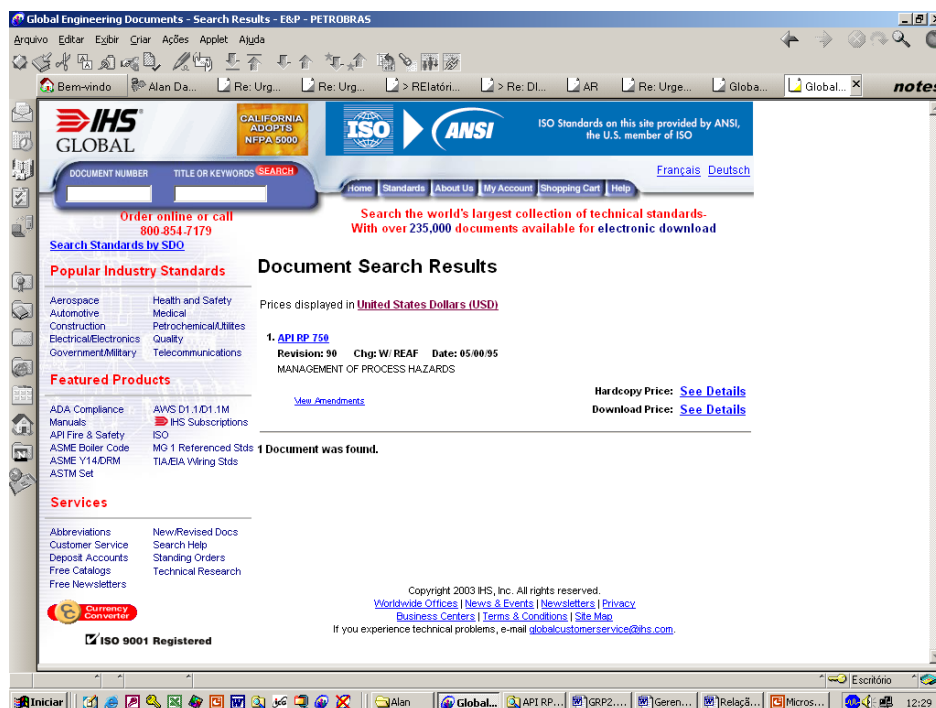 Global Engineering Documents - Search Results - E&P - PETROBRAS
Arquivo Editar Exibir Criar Ações Applet Ajuda
Bem-vindo Alan Da... Re: Urg... Re: Urg... > RElatóri... > Re: DI... AR Re: Urge... Globa... Global... notes
IHS
GLOBAL
CALIFORNIA
ADOPTS
NFPA 5000
ISO
ANSI
ISO Standards on this site provided by ANSI,
the U.S. member of ISO
Français Deutsch
DOCUMENT NUMBER TITLE OR KEYWORDS SEARCH
Home Standards About Us My Account Shopping Cart Help
Order online or call
800-854-7179
Search Standards by SDO
Search the world's largest collection of technical standards-
With over 235,000 documents available for electronic download
Popular Industry Standards
Aerospace Health and Safety
Automotive Medical
Construction Petrochemical/Utilites
Electrical/Electronics Quality
Government/Military Telecommunications
Featured Products
ADA Compliance AWS D1.1/D1.1M
Manuals IHS Subscriptions
API Fire & Safety ISO
ASME Boiler Code MG 1 Referenced Stds
ASME Y14/DRM TIA/EIA Wiring Stds
ASTM Set
Services
Abbreviations New/Revised Docs
Customer Service Search Help
Deposit Accounts Standing Orders
Free Catalogs Technical Research
Free Newsletters
Currency
Converter
ISO 9001 Registered
Document Search Results
Prices displayed in United States Dollars (USD)
1. API RP 750
Revision: 90 Chg: W/ REAF Date: 05/00/95
MANAGEMENT OF PROCESS HAZARDS
View Amendments
Hardcopy Price: See Details
Download Price: See Details
1 Document was found.
Copyright 2003 IHS, Inc. All rights reserved.
Worldwide Offices | News & Events | Newsletters | Privacy
Business Centers | Terms & Conditions | Site Map
If you experience technical problems, e-mail globalcustomerservice@ihs.com.
Escritório
Iniciar Alan Global... API RP... GRP2.... Geren... Relaçã... Micros... 12:29